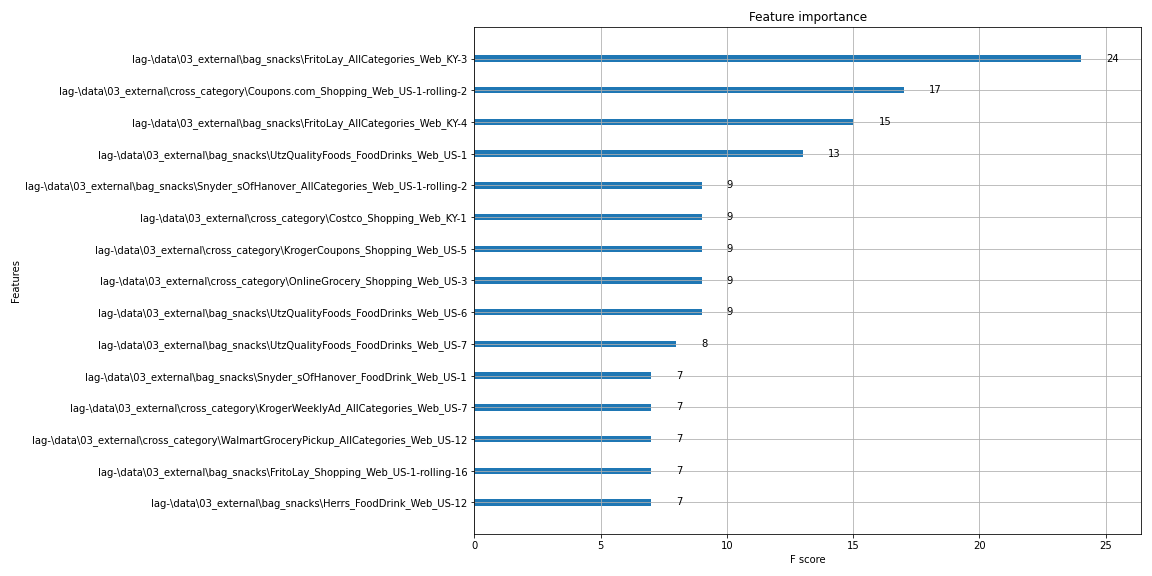 Feature importance
lag-\data\03_external\bag_snacks\FritoLay_AllCategories_Web_KY-3 24
lag-\data\03_external\cross_category\Coupons.com_Shopping_Web_US-1-rolling-2 17
lag-\data\03_external\bag_snacks\FritoLay_AllCategories_Web_KY-4 15
lag-\data\03_external\bag_snacks\UtzQualityFoods_FoodDrinks_Web_US-1 13
lag-\data\03_external\bag_snacks\Snyder_sOfHanover_AllCategories_Web_US-1-rolling-2 9
lag-\data\03_external\cross_category\Costco_Shopping_Web_KY-1 9
lag-\data\03_external\cross_category\KrogerCoupons_Shopping_Web_US-5 9
lag-\data\03_external\cross_category\OnlineGrocery_Shopping_Web_US-3 9
lag-\data\03_external\bag_snacks\UtzQualityFoods_FoodDrinks_Web_US-6 9
lag-\data\03_external\bag_snacks\UtzQualityFoods_FoodDrinks_Web_US-7 8
lag-\data\03_external\bag_snacks\Snyder_sOfHanover_FoodDrink_Web_US-1 7
lag-\data\03_external\cross_category\KrogerWeeklyAd_AllCategories_Web_US-7 7
lag-\data\03_external\cross_category\WalmartGroceryPickup_AllCategories_Web_US-12 7
lag-\data\03_external\bag_snacks\FritoLay_Shopping_Web_US-1-rolling-16 7
lag-\data\03_external\bag_snacks\Herrs_FoodDrink_Web_US-12 7
Features
0 5 10 15 20 25
F score